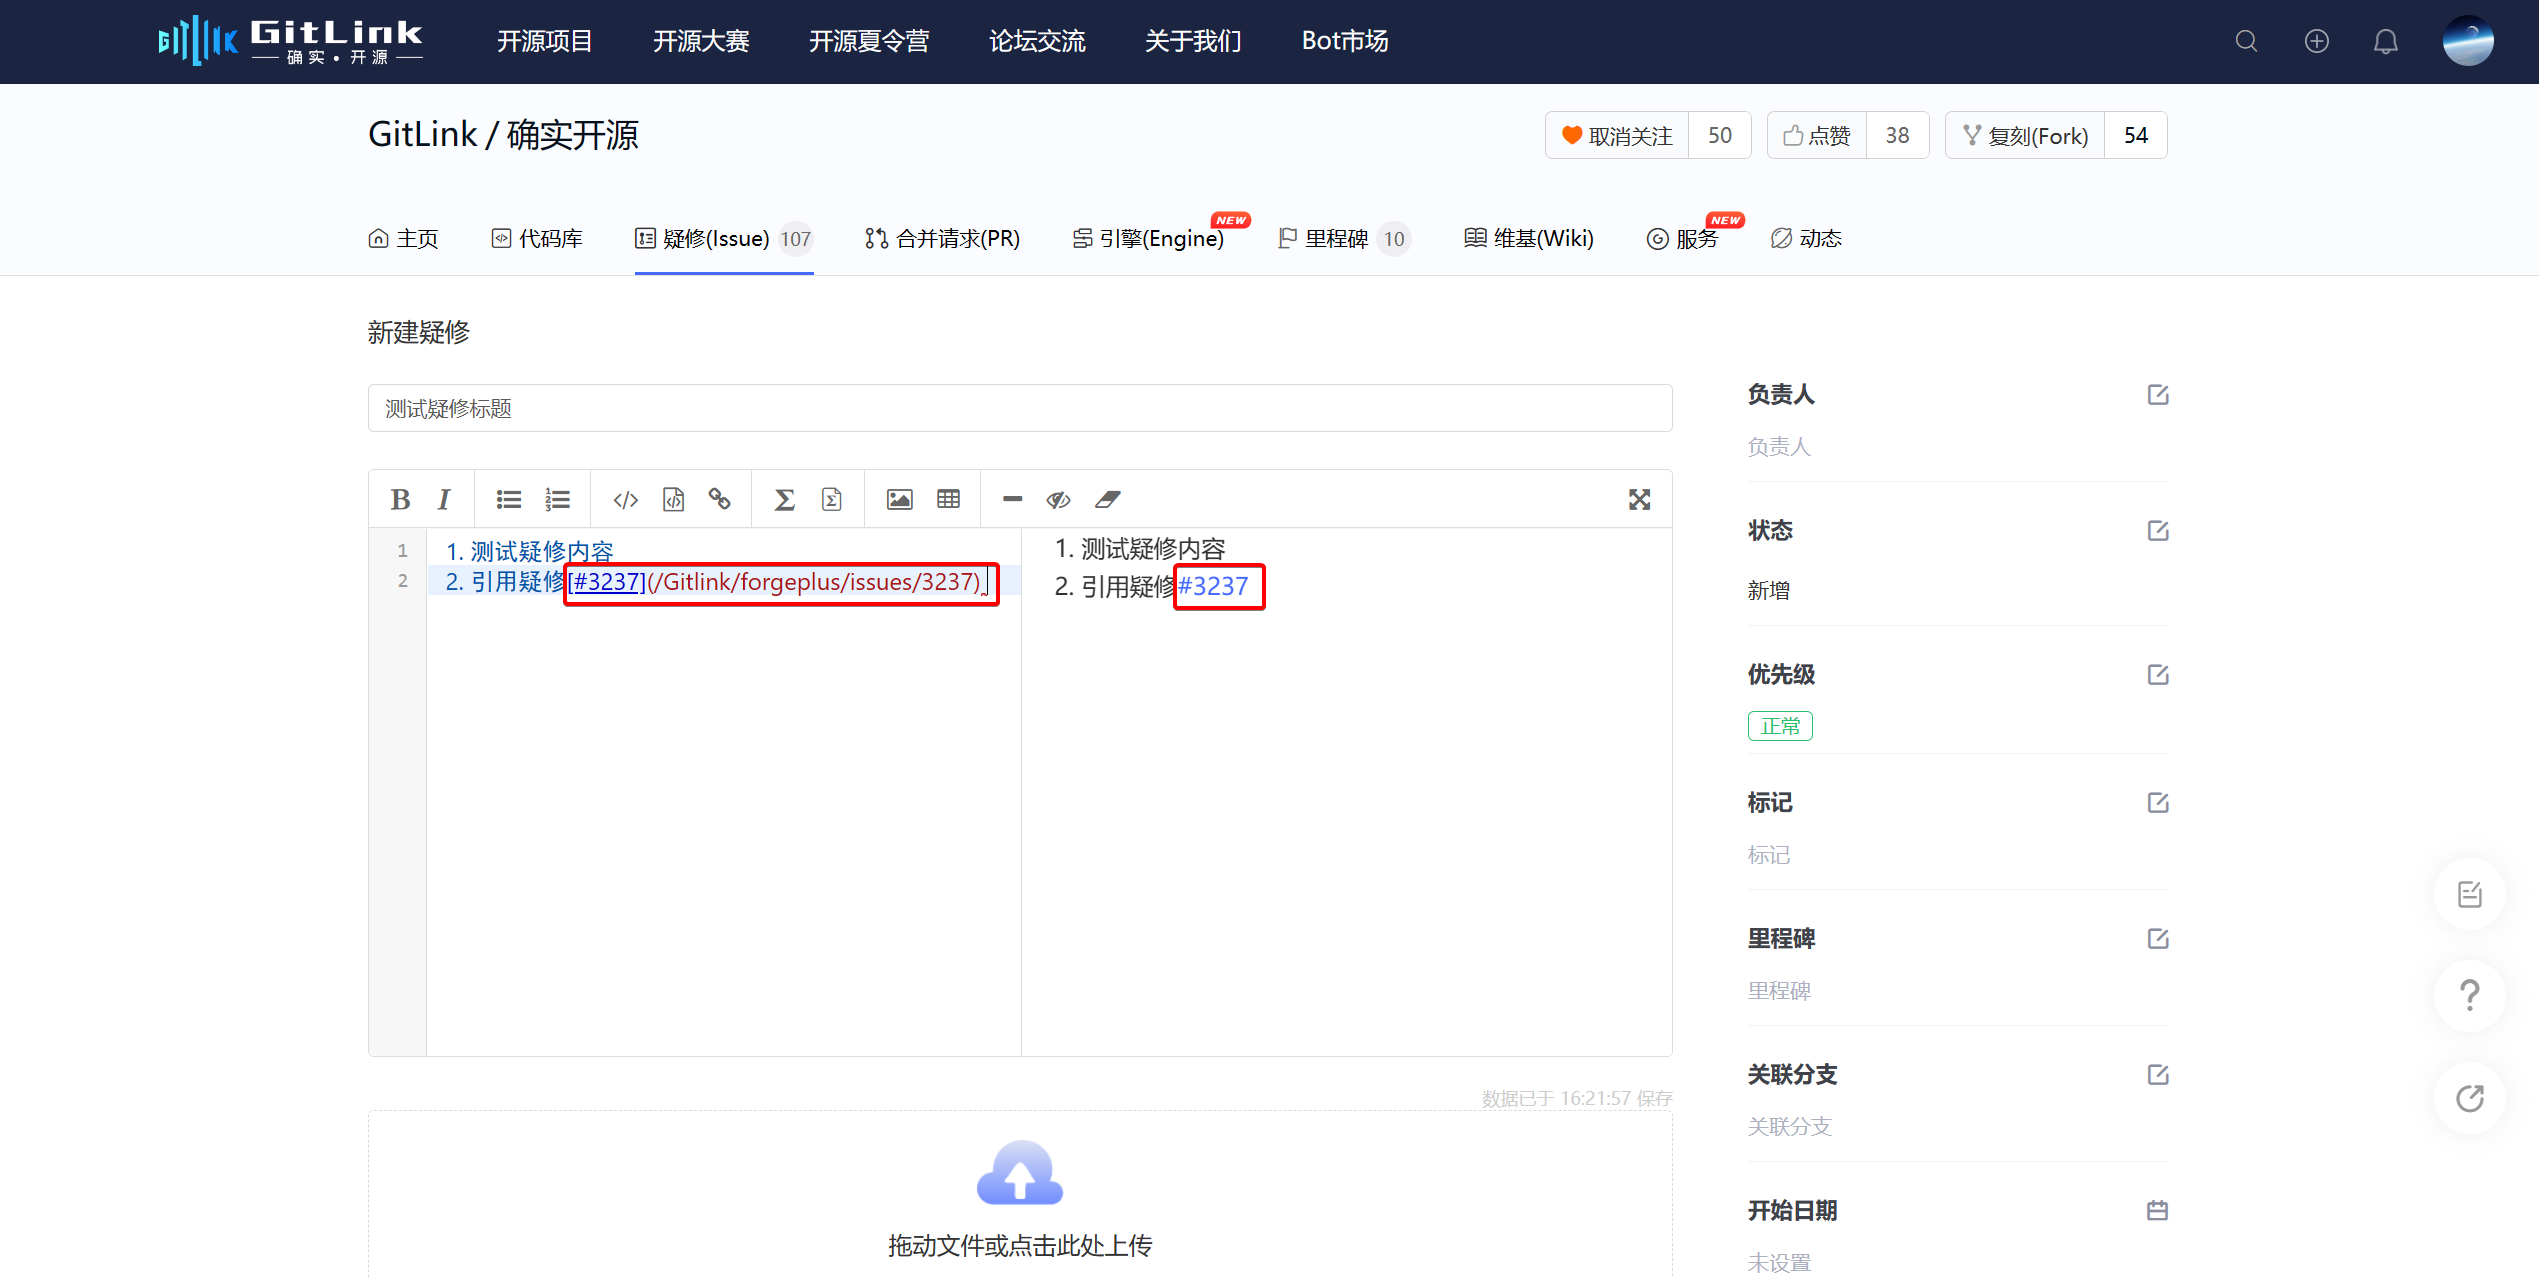 GitLink
确实·开源
开源项目 开源大赛 开源夏令营 论坛交流 关于我们 Bot市场
GitLink / 确实开源
取消关注 50 点赞 38 复刻(Fork) 54
主页 代码库 疑修(Issue) 107 合并请求(PR) 引擎(Engine) NEW 里程碑 10 维基(Wiki) 服务 NEW 动态
新建疑修
测试疑修标题
1 1. 测试疑修内容
2 2. 引用疑修[#3237](/Gitlink/forgeplus/issues/3237)
1. 测试疑修内容
2. 引用疑修#3237
数据已于 16:21:57 保存
拖动文件或点击此处上传
负责人
负责人
状态
新增
优先级
正常
标记
标记
里程碑
里程碑
关联分支
关联分支
开始日期
未设置